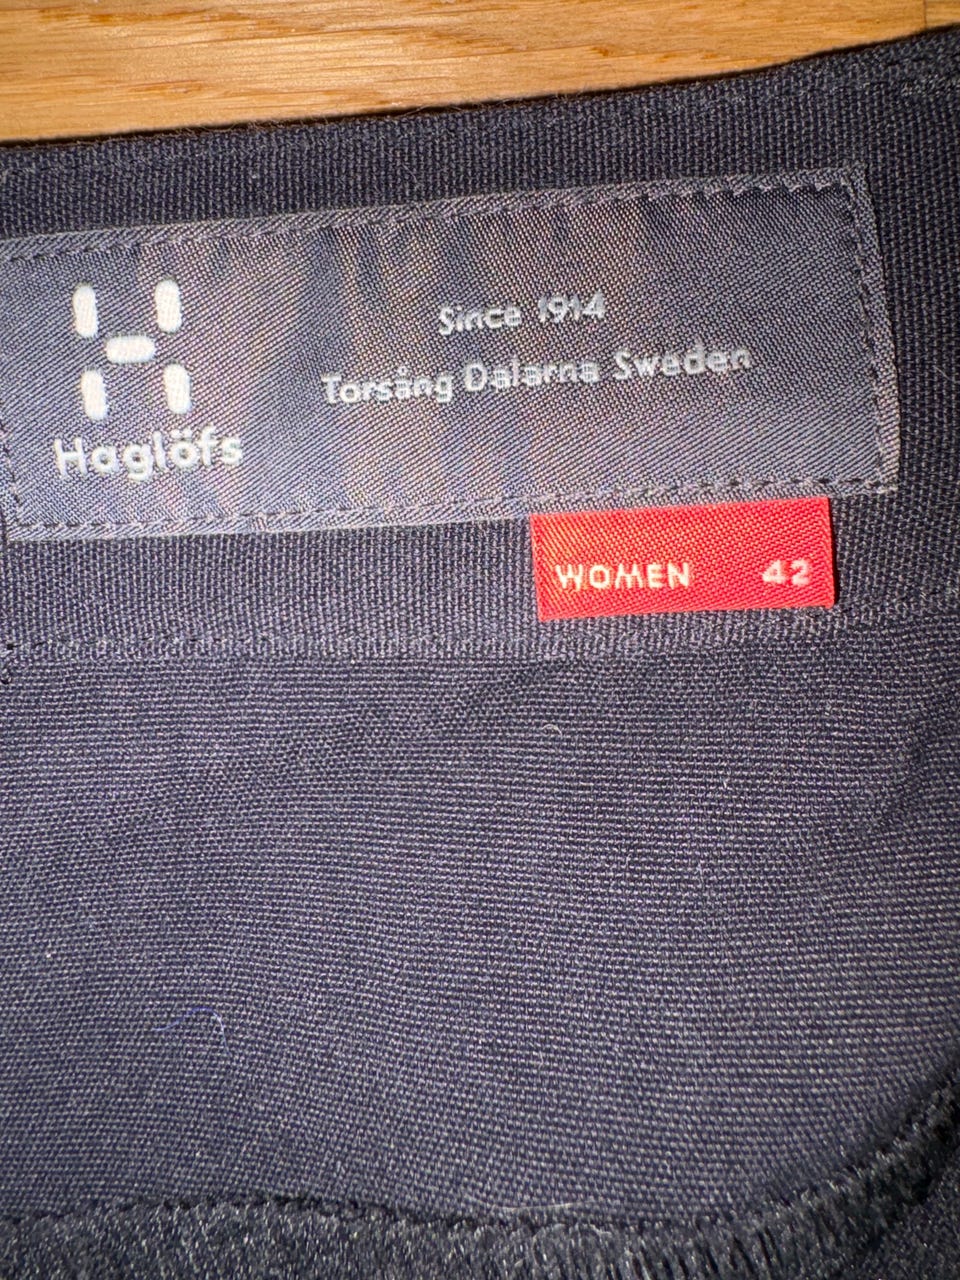 Since 1914
Torsång Dalarna Sweden
Haglöfs
WOMEN 42